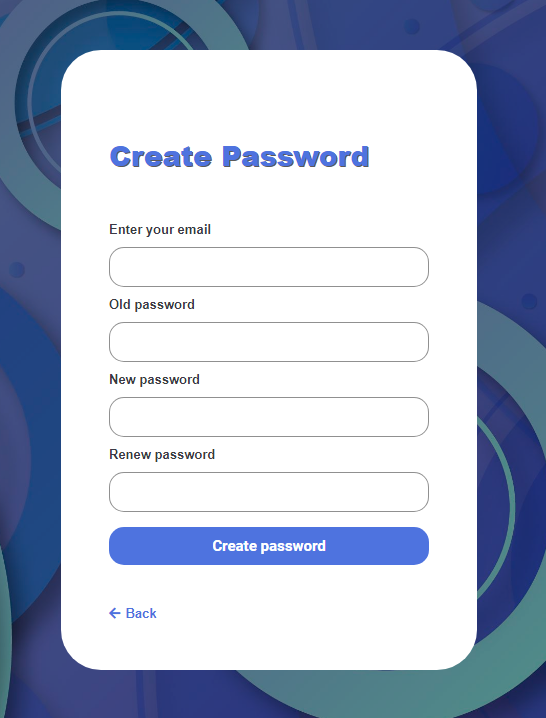 Create Password
Enter your email
Old password
New password
Renew password
Create password
← Back